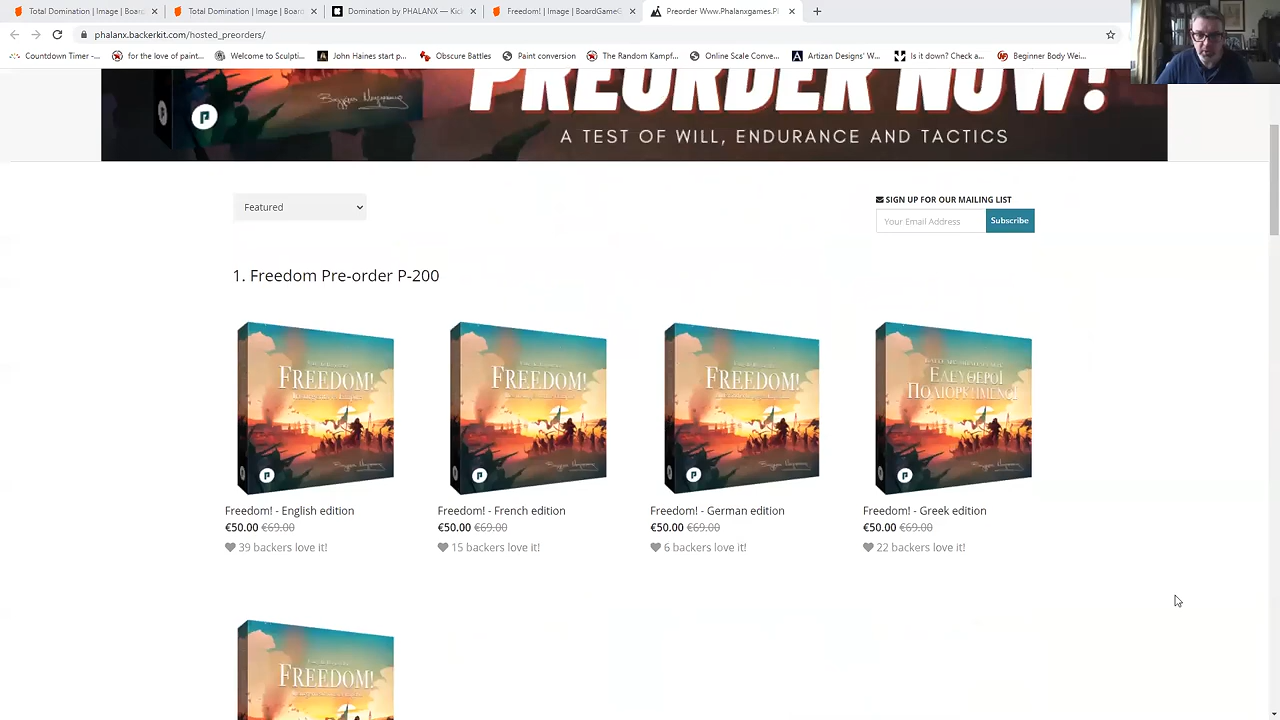 Total Domination | Image | Board
Total Domination | Image | Board
Domination by PHALANX — Kick
Freedom! | Image | BoardGameG
Preorder Www.Phalanxgames.Pl
phalanx.backerkit.com/hosted_preorders/
Countdown Timer -...
for the love of paint...
Welcome to Sculpti...
John Haines start p...
Obscure Battles
Paint conversion
The Random Kampf...
Online Scale Conve...
Artizan Designs' W...
Is it down? Check a...
Beginner Body Wei...
PREORDER NOW!
A TEST OF WILL, ENDURANCE AND TACTICS
Featured
SIGN UP FOR OUR MAILING LIST
Your Email Address
Subscribe
1. Freedom Pre-order P-200
FREEDOM!
FREEDOM!
FREEDOM!
ΕΛΕΥΘΕΡΟΙ
ΠΟΛΙΟΡΚΗΜΕΝΟΙ
Freedom! - English edition
€50.00 €69.00
39 backers love it!
Freedom! - French edition
€50.00 €69.00
15 backers love it!
Freedom! - German edition
€50.00 €69.00
6 backers love it!
Freedom! - Greek edition
€50.00 €69.00
22 backers love it!
FREEDOM!